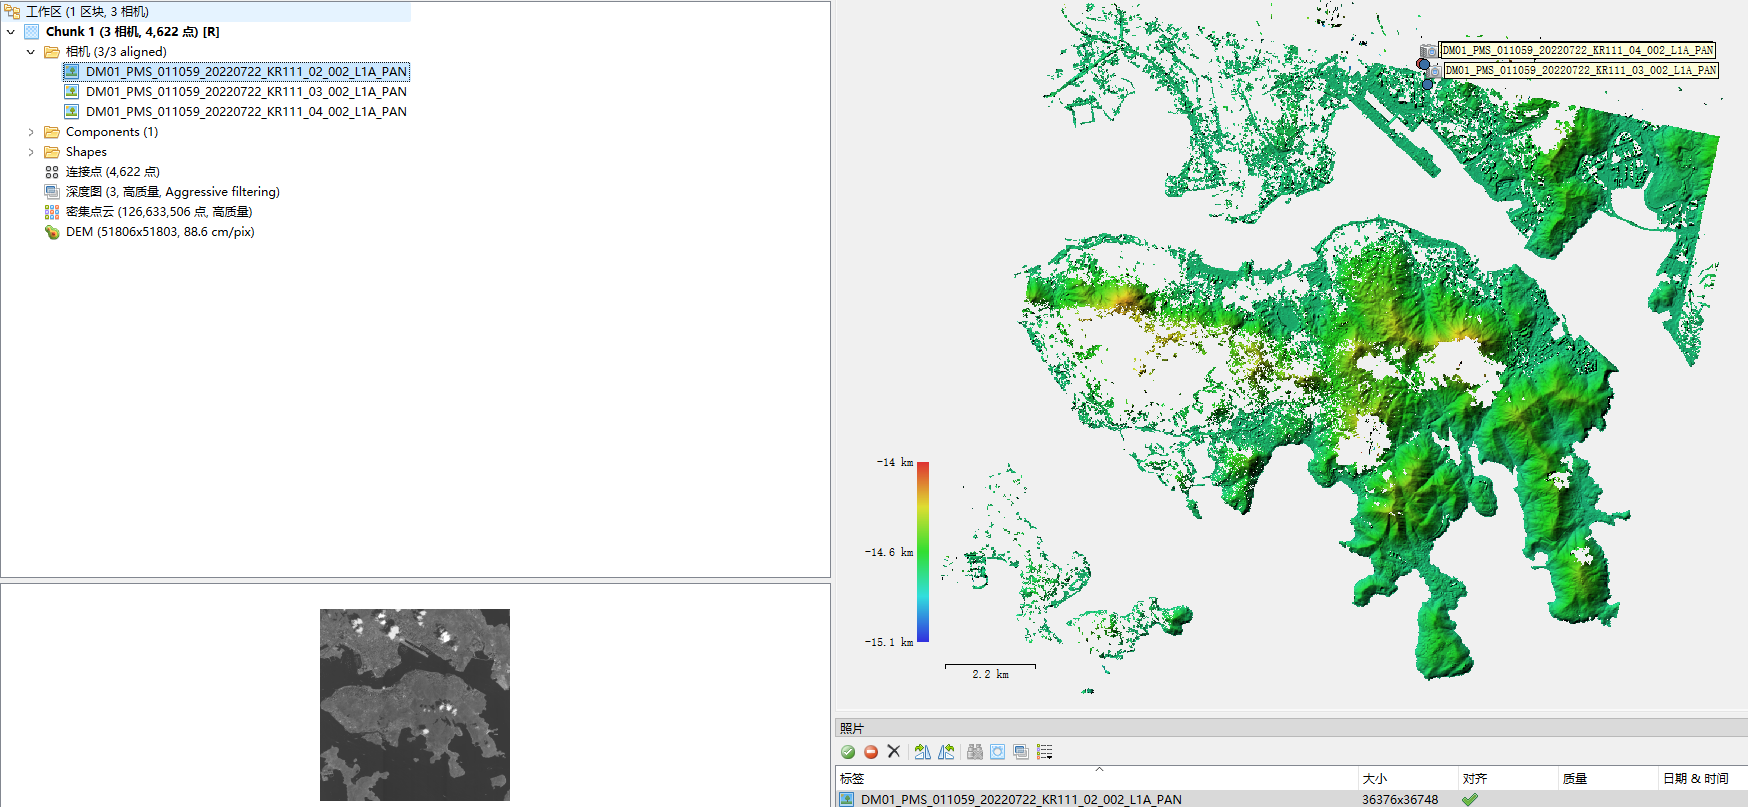 工作区 (1 区块, 3 相机)
Chunk 1 (3 相机, 4,622 点) [R]
相机 (3/3 aligned)
DM01_PMS_011059_20220722_KR111_02_002_L1A_PAN
DM01_PMS_011059_20220722_KR111_03_002_L1A_PAN
DM01_PMS_011059_20220722_KR111_04_002_L1A_PAN
Components (1)
Shapes
连接点 (4,622 点)
深度图 (3, 高质量, Aggressive filtering)
密集点云 (126,633,506 点, 高质量)
DEM (51806x51803, 88.6 cm/pix)
DM01_PMS_011059_20220722_KR111_04_002_L1A_PAN
DM01_PMS_011059_20220722_KR111_03_002_L1A_PAN
-14 km
-14.6 km
-15.1 km
2.2 km
照片
标签 大小 对齐 质量 日期 & 时间
DM01_PMS_011059_20220722_KR111_02_002_L1A_PAN 36376x36748